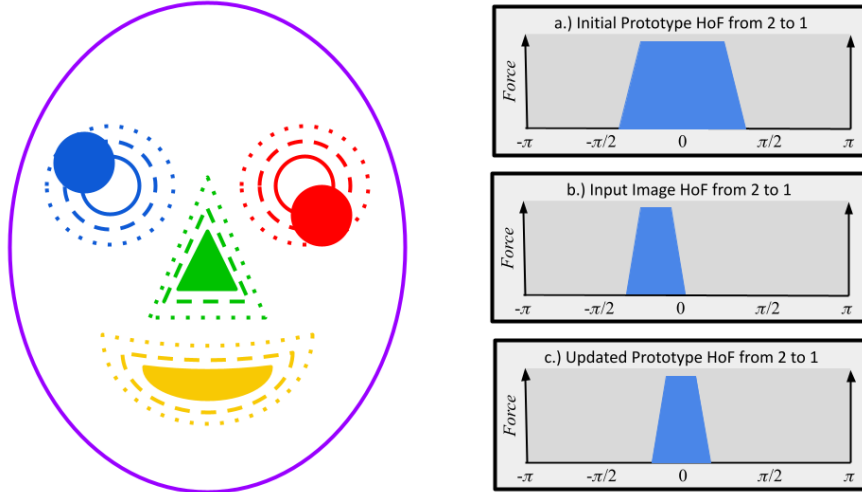 a.) Initial Prototype HoF from 2 to 1
Force
-π -π/2 0 π/2 π
b.) Input Image HoF from 2 to 1
Force
-π -π/2 0 π/2 π
c.) Updated Prototype HoF from 2 to 1
Force
-π -π/2 0 π/2 π